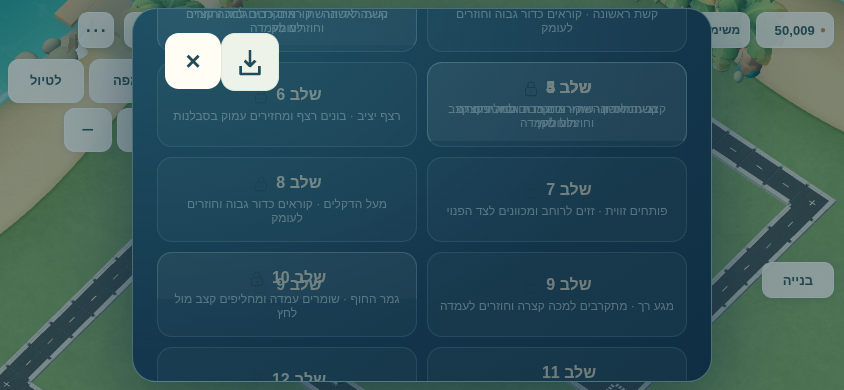 50,009
משימ
לטיול
פה
בנייה
קשת ראשונה · קוראים כדור גבוה וחוזרים
לעומק
שלב 6
רצף יציב · בונים רצף ומחזירים עמוק בסבלנות
שלב 7
פותחים זווית · זזים לרוחב ומכוונים לצד הפנוי
שלב 8
מעל הדקלים · קוראים כדור גבוה וחוזרים
לעומק
שלב 9
מגע רך · מתקרבים למכה קצרה וחוזרים לעמדה
שלב 10
גמר החוף · שומרים עמדה ומחליפים קצב מול
לחץ
שלב 11
שלב 12